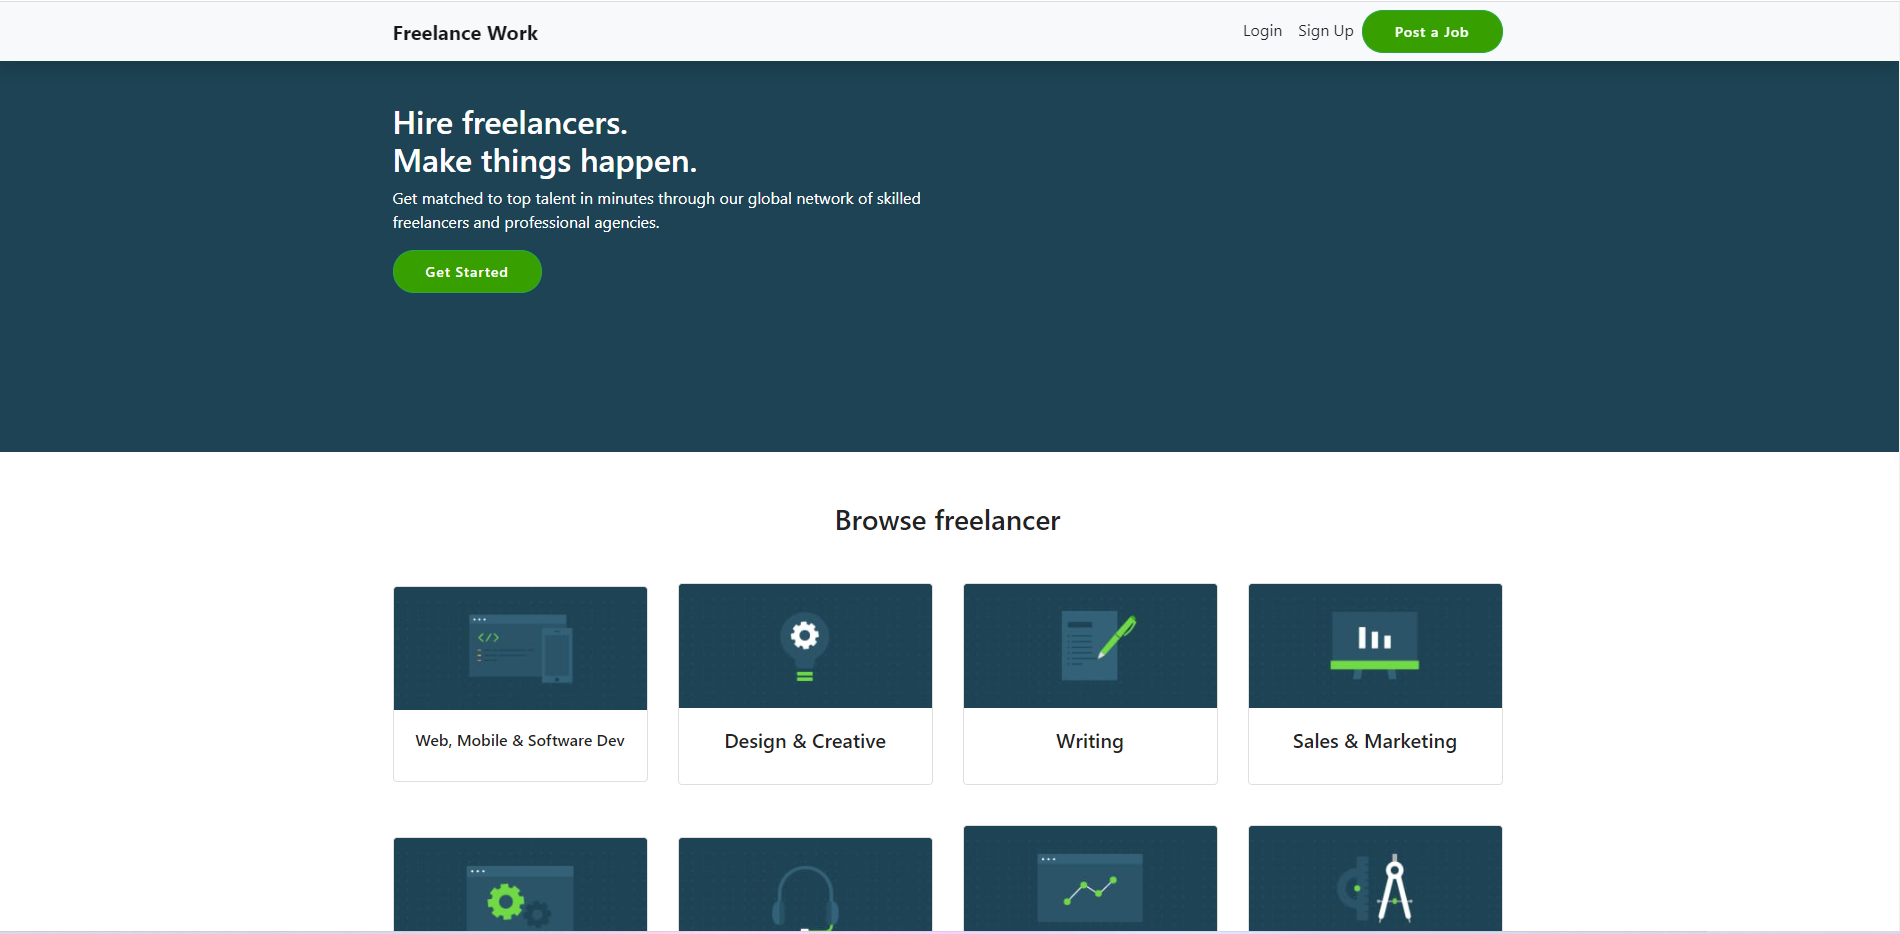 Freelance Work
Login
Sign Up
Post a Job
Hire freelancers.
Make things happen.
Get matched to top talent in minutes through our global network of skilled
freelancers and professional agencies.
Get Started
Browse freelancer
</>
Web, Mobile & Software Dev
Design & Creative
Writing
Sales & Marketing